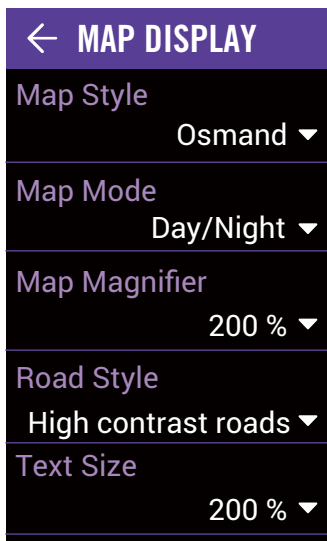 MAP DISPLAY
Map Style
Osmand
Map Mode
Day/Night
Map Magnifier
200 %
Road Style
High contrast roads
Text Size
200 %